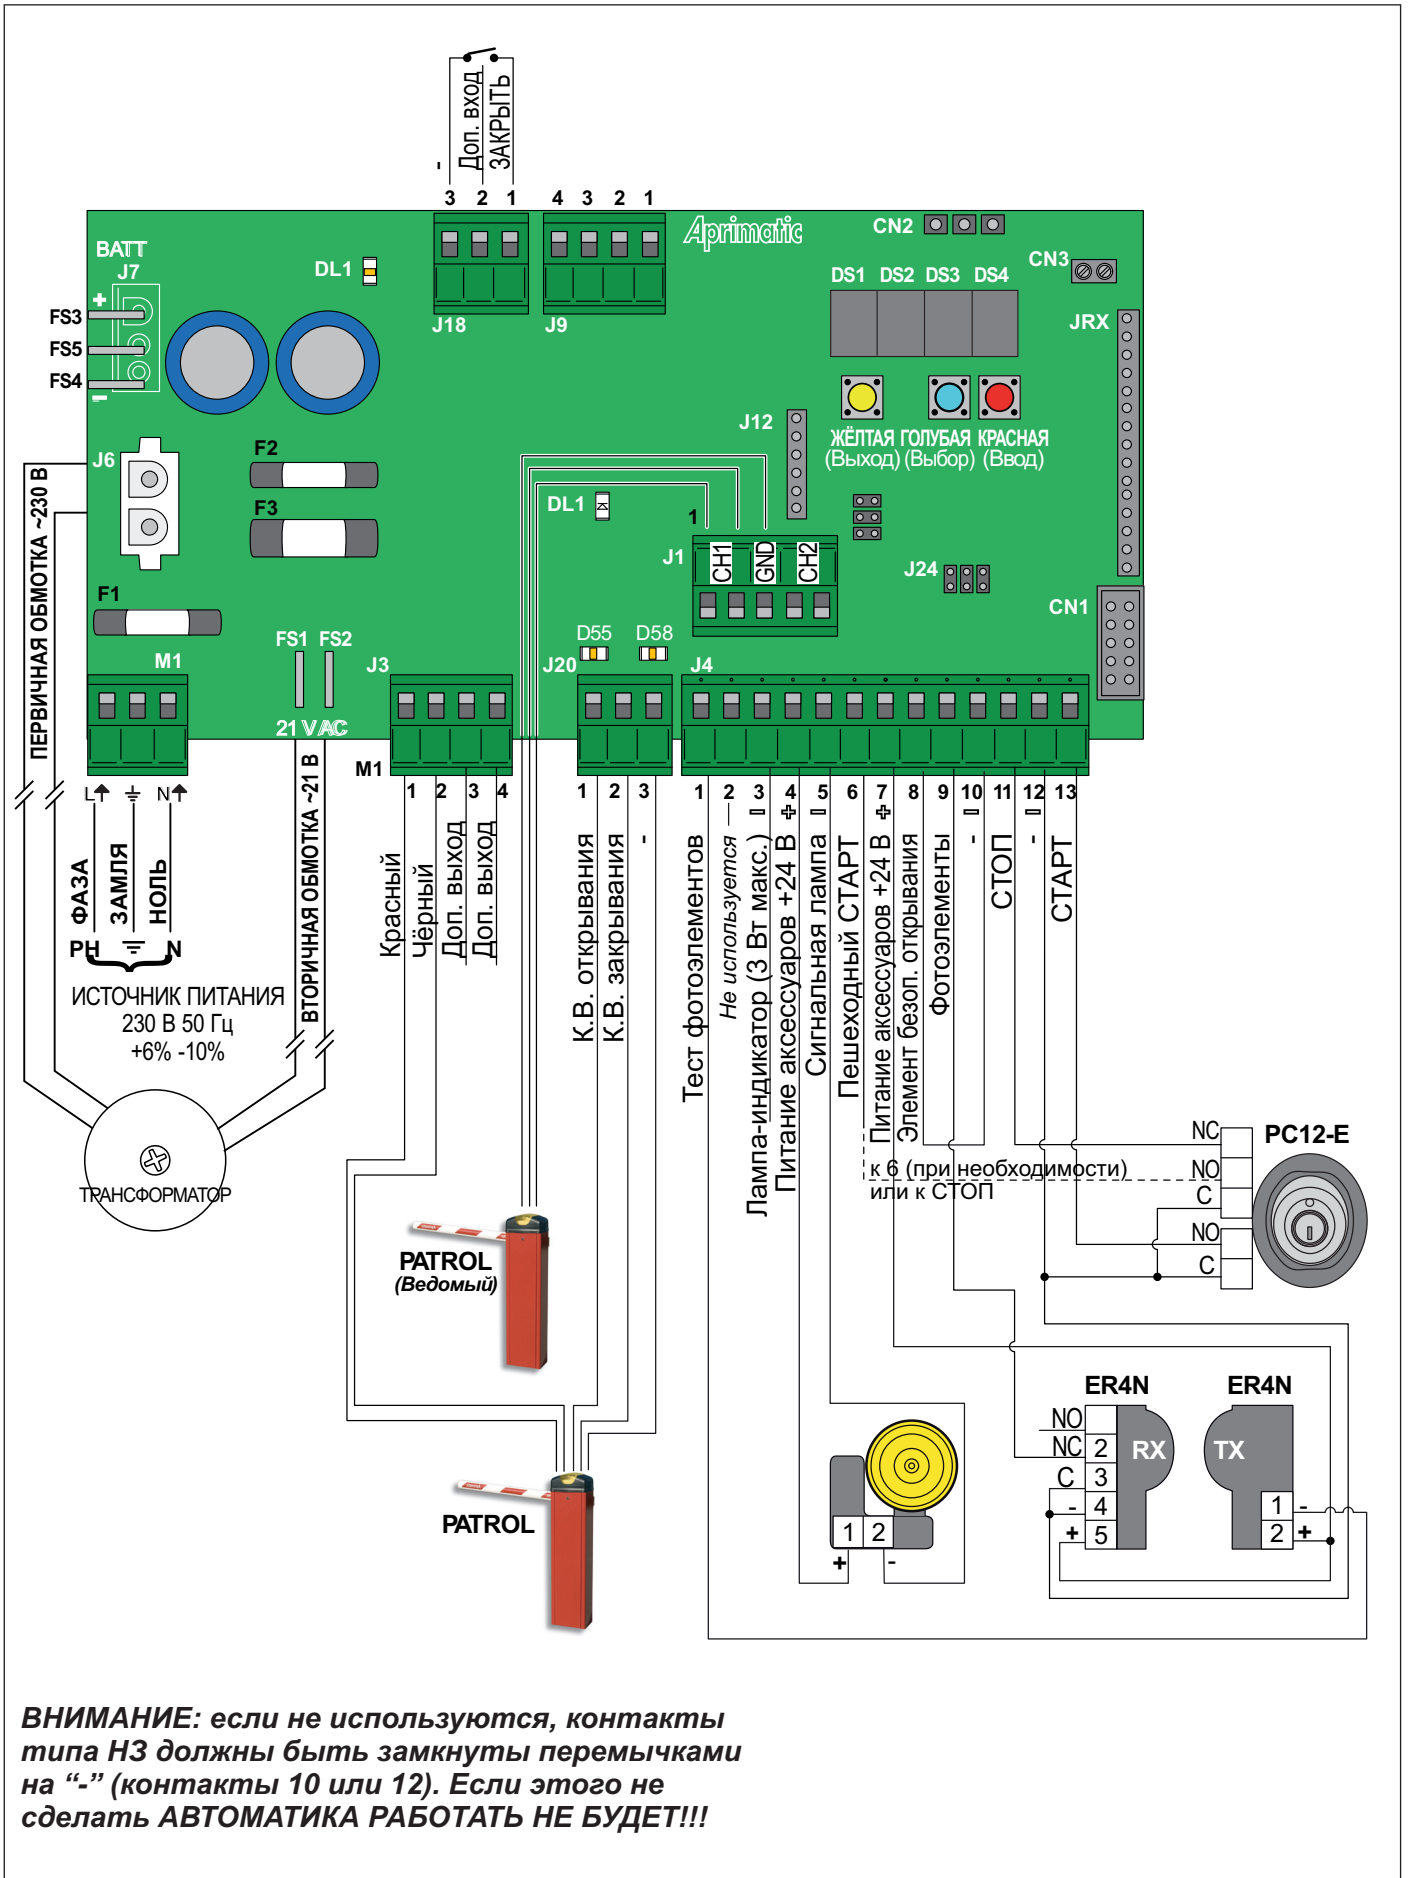 -
Доп. вход
ЗАКРЫТЬ
3 2 1
4 3 2 1
BATT
J7
+
FS3
FS5
FS4
-
DL1
J18
J9
Aprimatic
CN2
CN3
DS1 DS2 DS3 DS4
JRX
J12
ЖЁЛТАЯ ГОЛУБАЯ КРАСНАЯ
(Выход) (Выбор) (Ввод)
J6
F2
F3
DL1
1
J1
CH1
GND
CH2
J24
CN1
F1
M1
FS1 FS2
21 VAC
J3
D55
D58
J20
J4
ПЕРВИЧНАЯ ОБМОТКА ~230 В
ВТОРИЧНАЯ ОБМОТКА ~21 В
L N
ФАЗА
ЗАМЛЯ
НОЛЬ
PH N
ИСТОЧНИК ПИТАНИЯ
230 В 50 Гц
+6% -10%
ТРАНСФОРМАТОР
M1
1 2 3 4
Красный
Чёрный
Доп. выход
Доп. выход
1 2 3
К.В. открывания
К.В. закрывания
-
1 2 3 4 5 6 7 8 9 10 11 12 13
Тест фотоэлементов
Не используется
Лампа-индикатор (3 Вт макс.) -
Питание аксессуаров +24 В +
Сигнальная лампа -
Пешеходный СТАРТ
Питание аксессуаров +24 В +
Элемент безоп. открывания
Фотоэлементы
- -
СТОП
- -
СТАРТ
к 6 (при необходимости)
или к СТОП
PC12-E
NC
NO
C
NO
C
PATROL
(Ведомый)
PATROL
ER4N
ER4N
NO
NC 2
C 3
- 4
+ 5
RX
TX
1 -
2 +
1 2
+ -
ВНИМАНИЕ: если не используются, контакты
типа НЗ должны быть замкнуты перемычками
на “-” (контакты 10 или 12). Если этого не
сделать АВТОМАТИКА РАБОТАТЬ НЕ БУДЕТ!!!